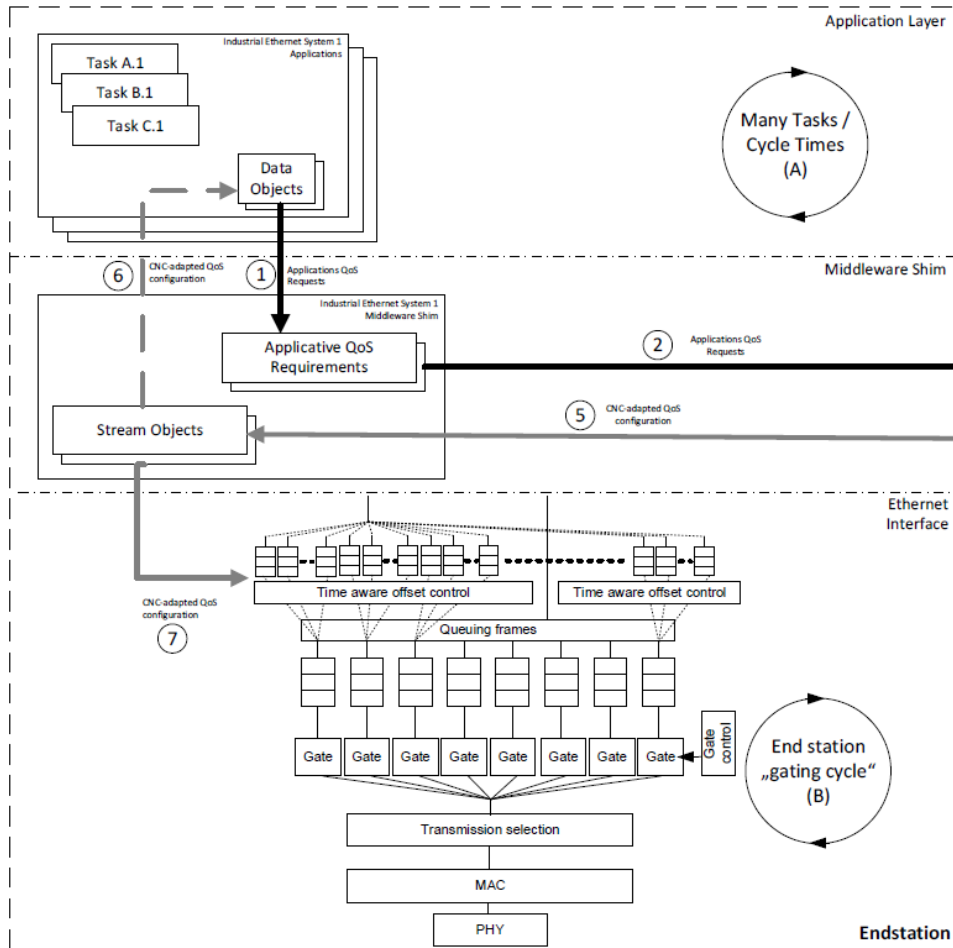 Application Layer
Industrial Ethernet System 1
Applications
Task A.1
Task B.1
Task C.1
Data
Objects
Many Tasks /
Cycle Times
(A)
6
CNC-adapted QoS
configuration
1
Applications QoS
Requests
Middleware Shim
Industrial Ethernet System 1
Middleware Shim
Applicative QoS
Requirements
2
Applications QoS
Requests
Stream Objects
5
CNC-adapted QoS
configuration
Ethernet
Interface
Time aware offset control
Time aware offset control
CNC-adapted QoS
configuration
7
Queuing frames
Gate
Gate
Gate
Gate
Gate
Gate
Gate
Gate
Gate
control
End station
„gating cycle“
(B)
Transmission selection
MAC
PHY
Endstation